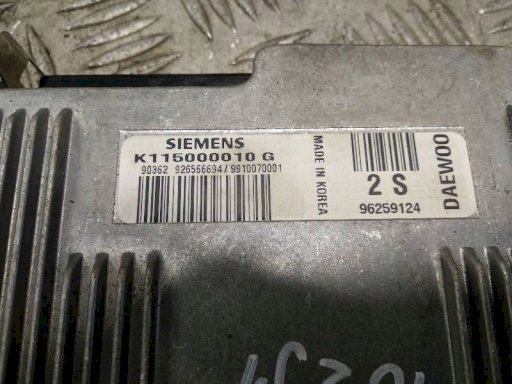 SIEMENS
K115000010 G
90362 926566694/9910070001
MADE IN KOREA
2 S
96259124
DAEWOO